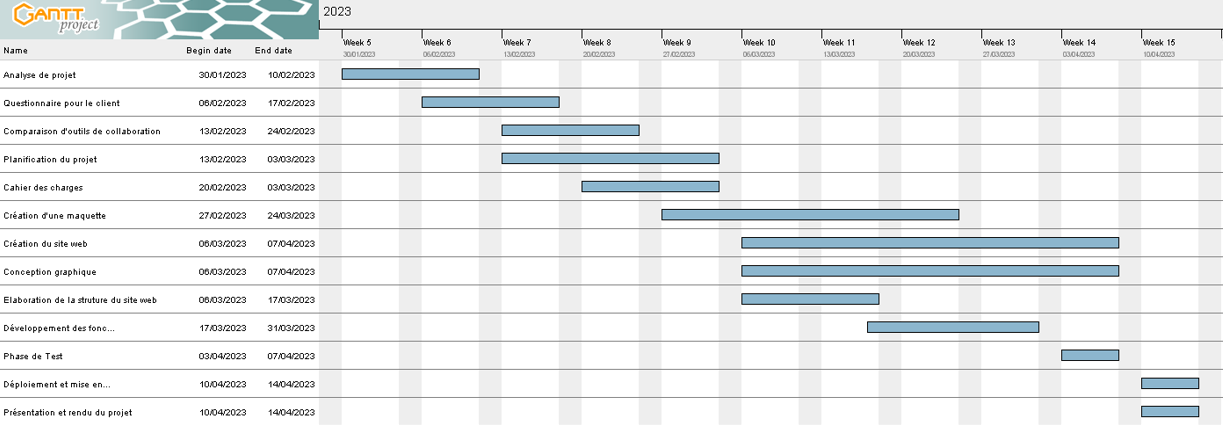 GANTT project
2023
Week 5 Week 6 Week 7 Week 8 Week 9 Week 10 Week 11 Week 12 Week 13 Week 14 Week 15
30/01/2023 06/02/2023 13/02/2023 20/02/2023 27/02/2023 06/03/2023 13/03/2023 20/03/2023 27/03/2023 03/04/2023 10/04/2023
Name Begin date End date
Analyse de projet 30/01/2023 10/02/2023
Questionnaire pour le client 06/02/2023 17/02/2023
Comparaison d'outils de collaboration 13/02/2023 24/02/2023
Planification du projet 13/02/2023 03/03/2023
Cahier des charges 20/02/2023 03/03/2023
Création d'une maquette 27/02/2023 24/03/2023
Création du site web 06/03/2023 07/04/2023
Conception graphique 06/03/2023 07/04/2023
Elaboration de la struture du site web 06/03/2023 17/03/2023
Développement des fonc... 17/03/2023 31/03/2023
Phase de Test 03/04/2023 07/04/2023
Déploiement et mise en... 10/04/2023 14/04/2023
Présentation et rendu du projet 10/04/2023 14/04/2023